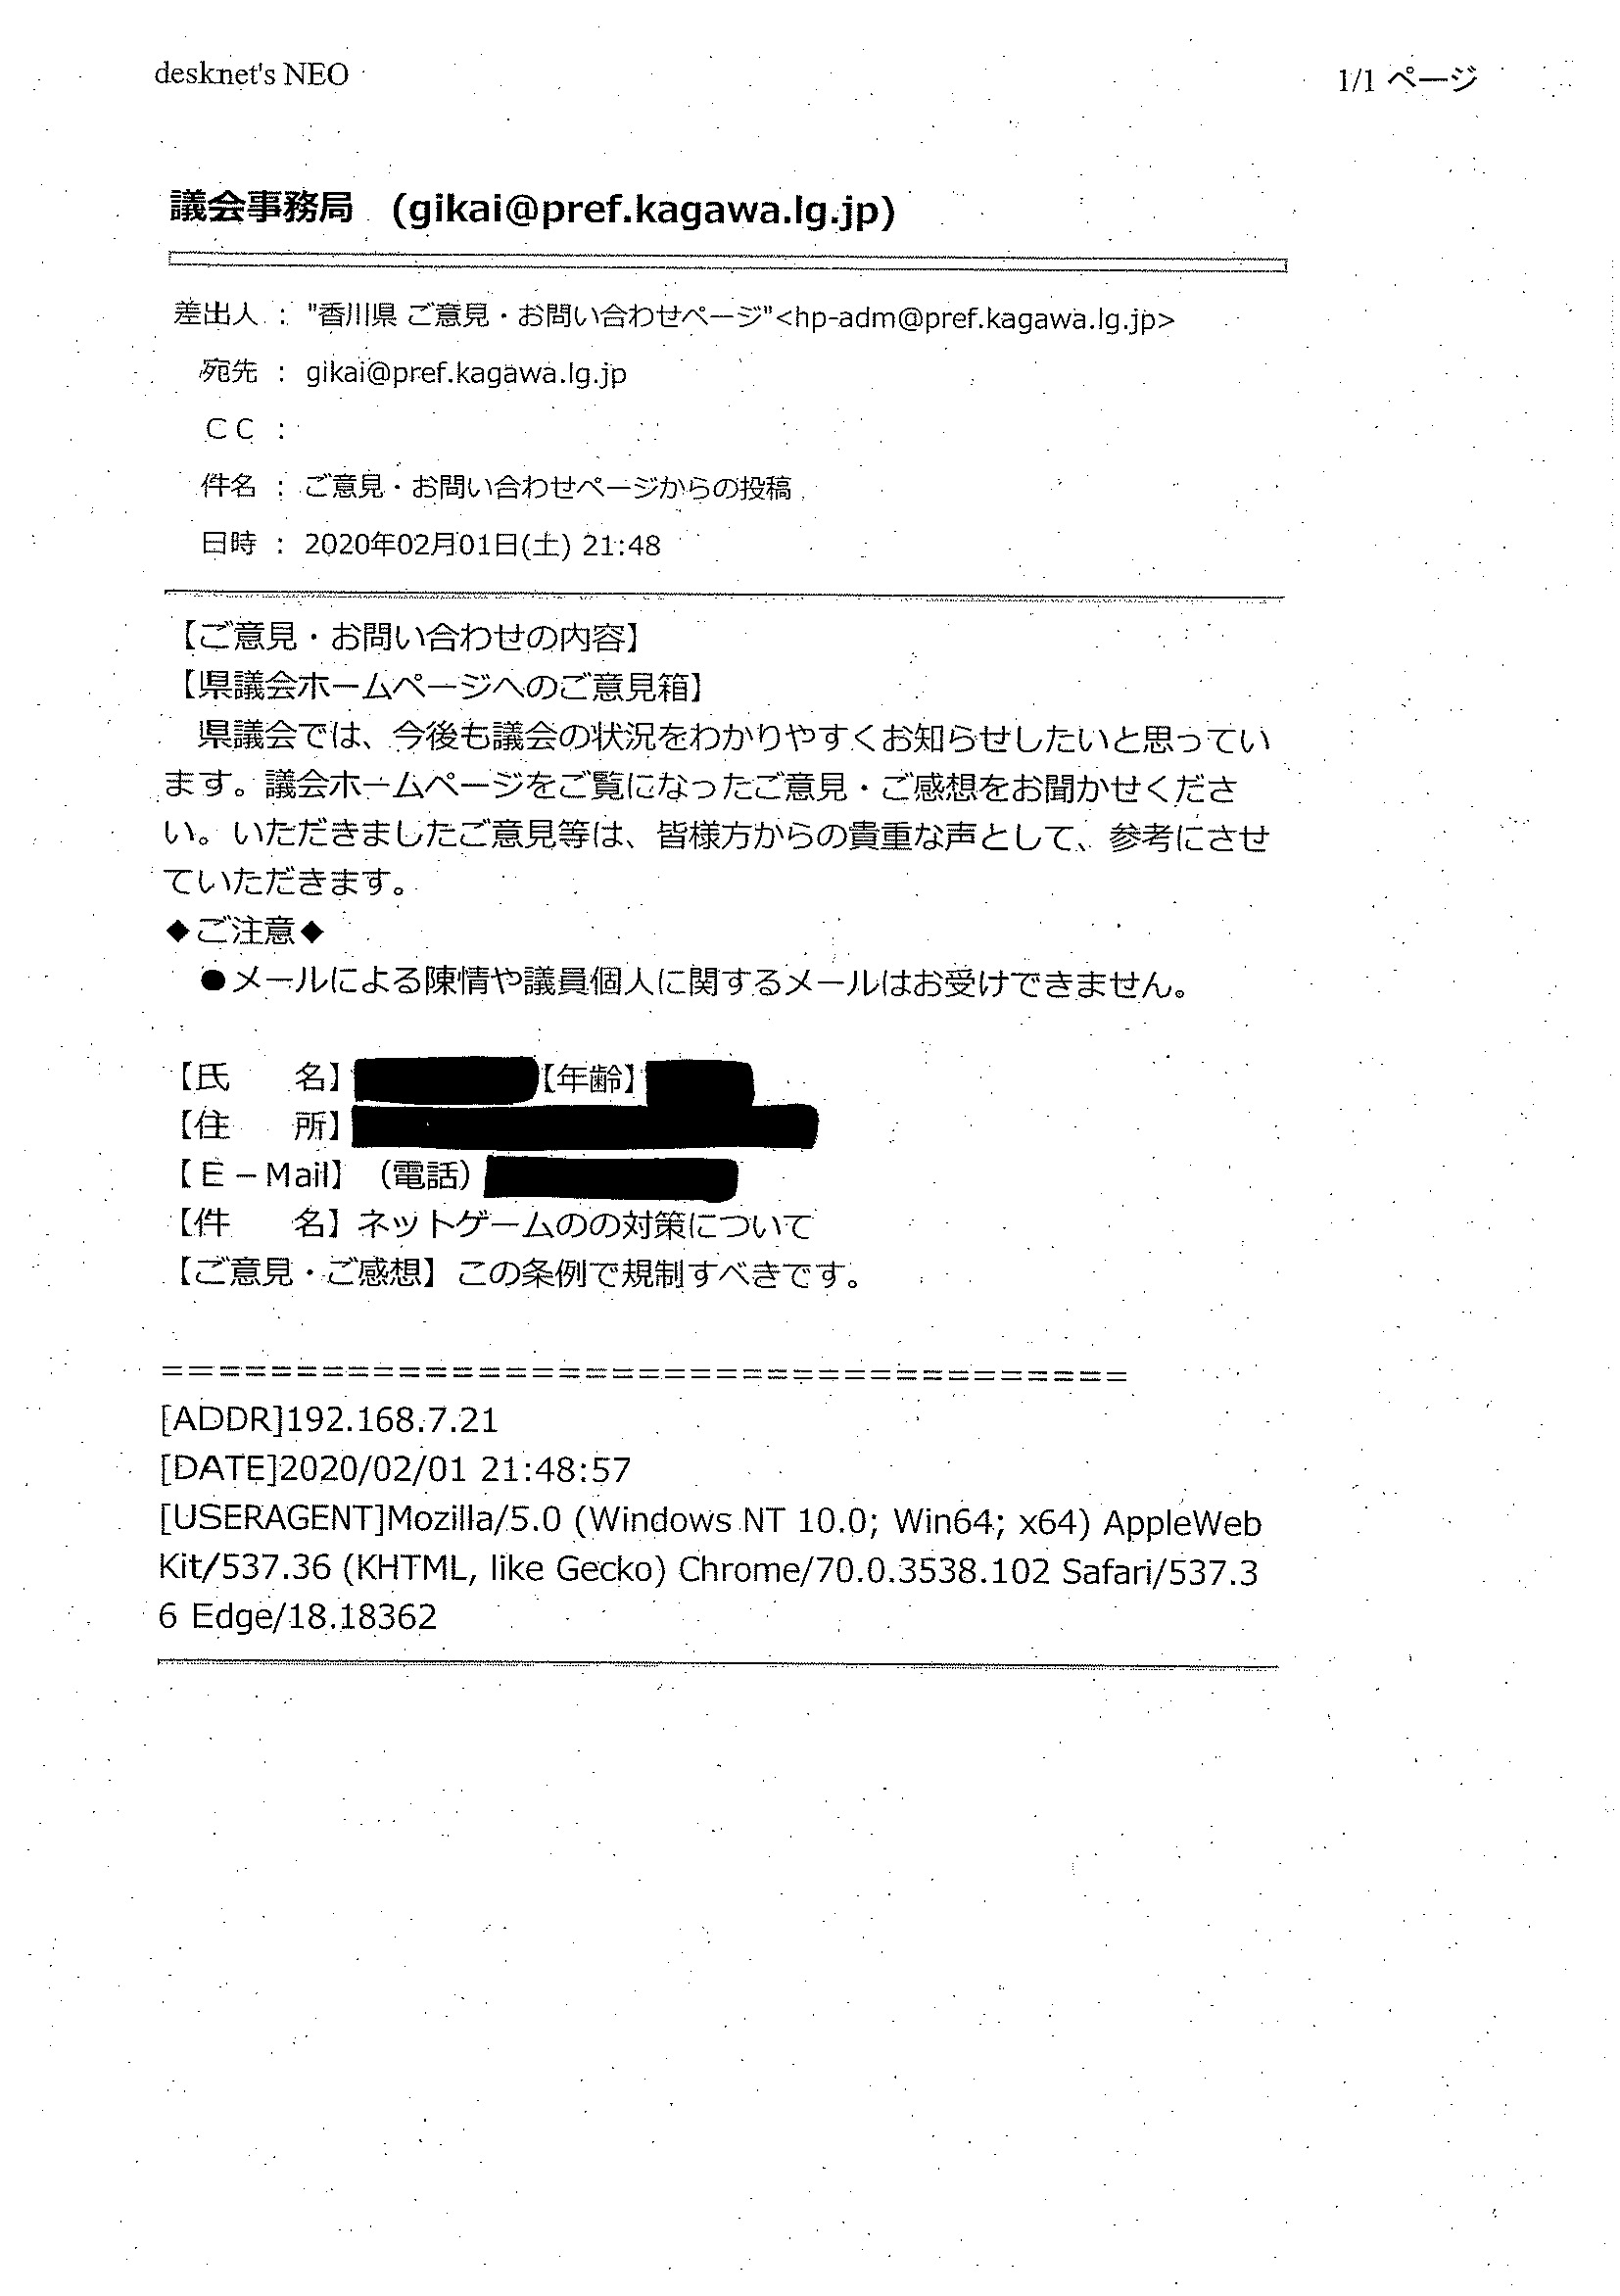 desknet's NEO
1/1 ページ
議会事務局 (gikai@pref.kagawa.lg.jp)
差出人 : "香川県 ご意見・お問い合わせページ"<hp-adm@pref.kagawa.lg.jp>
宛先 : gikai@pref.kagawa.lg.jp
ＣＣ :
件名 : ご意見・お問い合わせページからの投稿
日時 : 2020年02月01日(土) 21:48
【ご意見・お問い合わせの内容】
【県議会ホームページへのご意見箱】
　県議会では、今後も議会の状況をわかりやすくお知らせしたいと思ってい
ます。議会ホームページをご覧になったご意見・ご感想をお聞かせくださ
い。いただきましたご意見等は、皆様方からの貴重な声として、参考にさせ
ていただきます。
◆ご注意◆
　●メールによる陳情や議員個人に関するメールはお受けできません。
【氏　　名】【年齢】
【住　　所】
【Ｅ－Mail】（電話）
【件　　名】ネットゲームのの対策について
【ご意見・ご感想】この条例で規制すべきです。
====================================
[ADDR]192.168.7.21
[DATE]2020/02/01 21:48:57
[USERAGENT]Mozilla/5.0 (Windows NT 10.0; Win64; x64) AppleWeb
Kit/537.36 (KHTML, like Gecko) Chrome/70.0.3538.102 Safari/537.3
6 Edge/18.18362